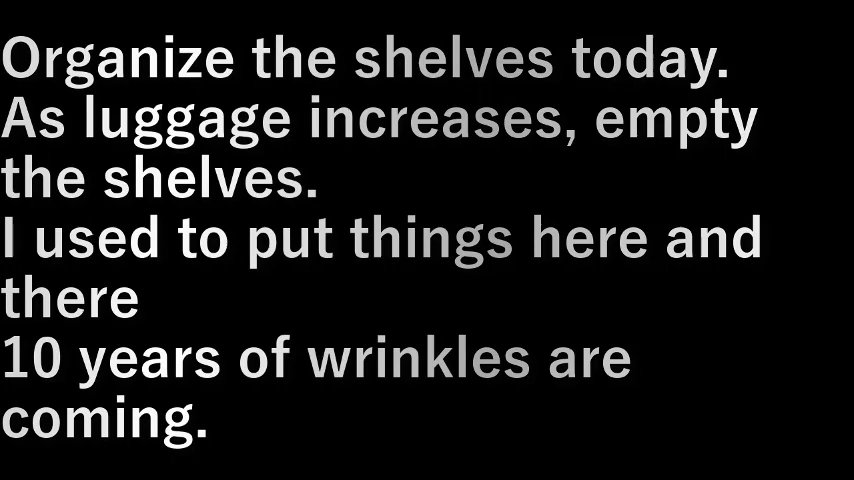 Organize the shelves today.
As luggage increases, empty
the shelves.
I used to put things here and
there
10 years of wrinkles are
coming.